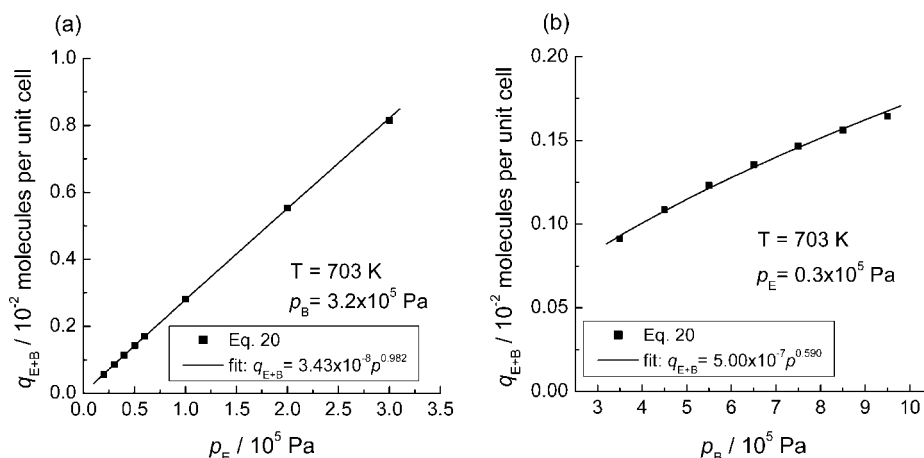 (a)
1.0
0.8
0.6
0.4
0.2
0.0
q_{E+B} / 10^{-2} molecules per unit cell
T = 703 K
p_B= 3.2x10^5 Pa
Eq. 20
fit: q_{E+B} = 3.43x10^{-8}p^{0.982}
0.0 0.5 1.0 1.5 2.0 2.5 3.0 3.5
p_E / 10^5 Pa
(b)
0.20
0.15
0.10
0.05
0.00
q_{E+B} / 10^{-2} molecules per unit cell
T = 703 K
p_E= 0.3x10^5 Pa
Eq. 20
fit: q_{E+B} = 5.00x10^{-7}p^{0.590}
3 4 5 6 7 8 9 10
p_B / 10^5 Pa